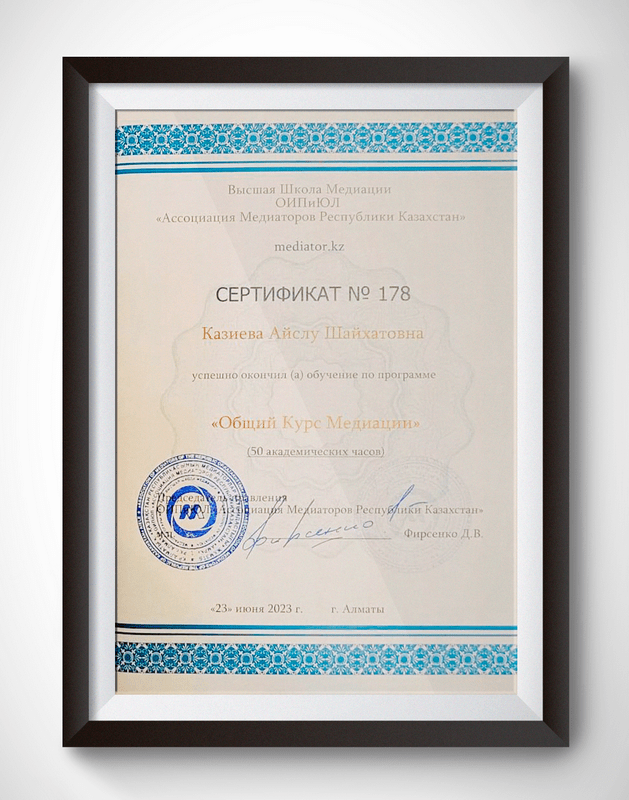 Высшая Школа Медиации
ОИПиЮЛ
«Ассоциация Медиаторов Республики Казахстан»
mediator.kz
СЕРТИФИКАТ № 178
Казиева Айслу Шайхатовна
успешно окончил (а) обучение по программе
«Общий Курс Медиации»
(50 академических часов)
Председатель правления
ОИПиЮЛ «Ассоциация Медиаторов Республики Казахстан»
Фирсенко
Фирсенко Д.В.
«23» июня 2023 г. г. Алматы